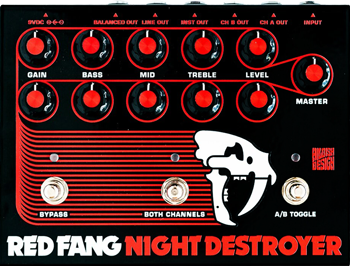 9VDC BALANCED OUT LINE OUT MIST OUT CH B OUT CH A OUT INPUT
GAIN BASS MID TREBLE LEVEL
MASTER
BYPASS BOTH CHANNELS A/B TOGGLE
RED FANG NIGHT DESTROYER